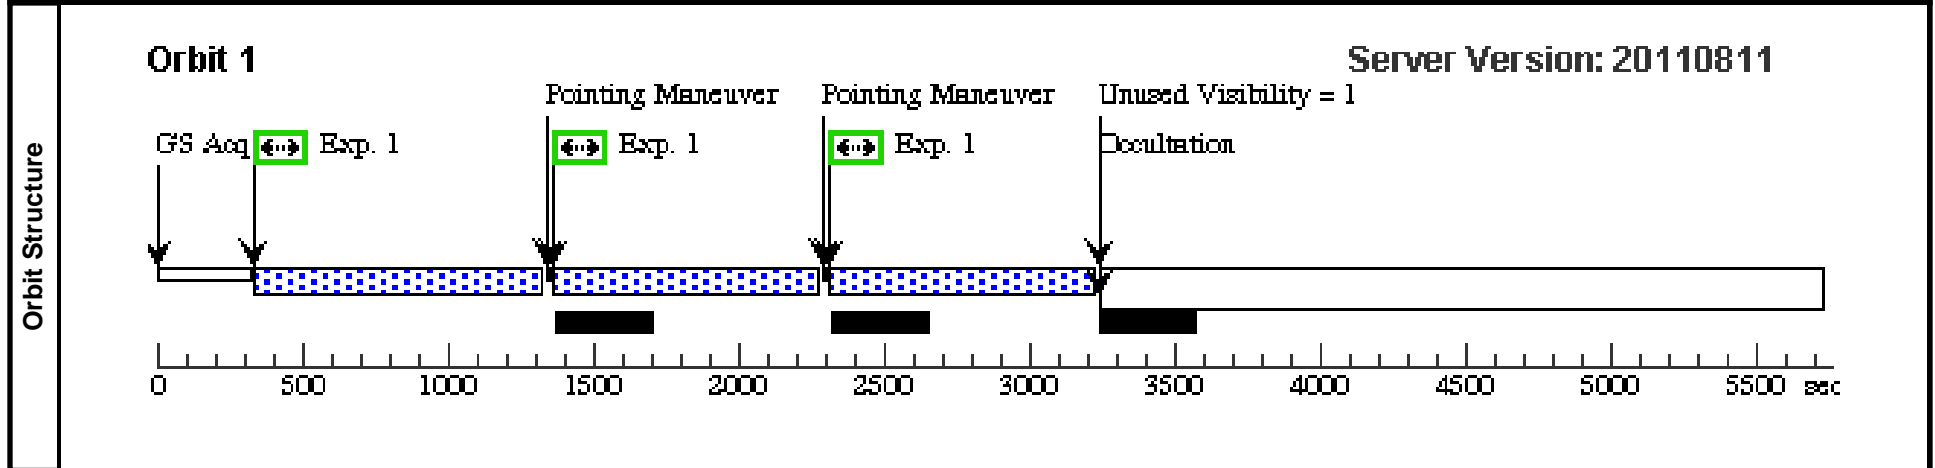 Orbit Structure
Orbit 1
Server Version: 20110811
Pointing Maneuver
Pointing Maneuver
Unused Visibility = 1
GS Acq
Exp. 1
Exp. 1
Exp. 1
Occultation
0 500 1000 1500 2000 2500 3000 3500 4000 4500 5000 5500 sec